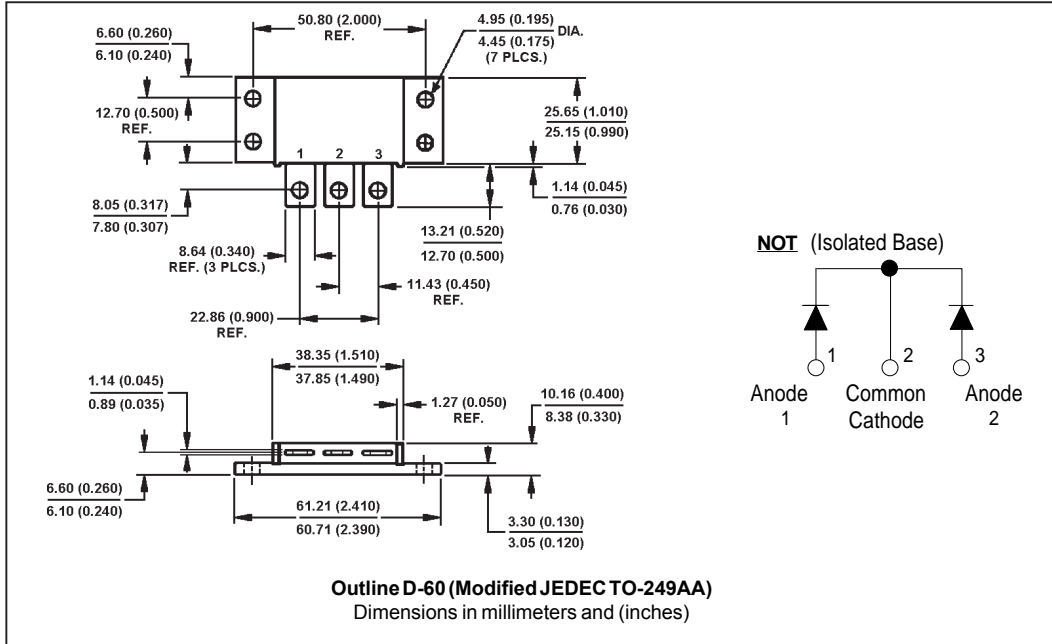 50.80 (2.000)
REF.
6.60 (0.260)
6.10 (0.240)
4.95 (0.195)
4.45 (0.175)
DIA.
(7 PLCS.)
12.70 (0.500)
REF.
25.65 (1.010)
25.15 (0.990)
1 2 3
8.05 (0.317)
7.80 (0.307)
1.14 (0.045)
0.76 (0.030)
13.21 (0.520)
12.70 (0.500)
8.64 (0.340)
REF. (3 PLCS.)
11.43 (0.450)
REF.
22.86 (0.900)
REF.
NOT (Isolated Base)
1 2 3
Anode Common Anode
1 Cathode 2
38.35 (1.510)
37.85 (1.490)
1.14 (0.045)
0.89 (0.035)
1.27 (0.050)
REF.
10.16 (0.400)
8.38 (0.330)
6.60 (0.260)
6.10 (0.240)
61.21 (2.410)
60.71 (2.390)
3.30 (0.130)
3.05 (0.120)
Outline D-60 (Modified JEDEC TO-249AA)
Dimensions in millimeters and (inches)